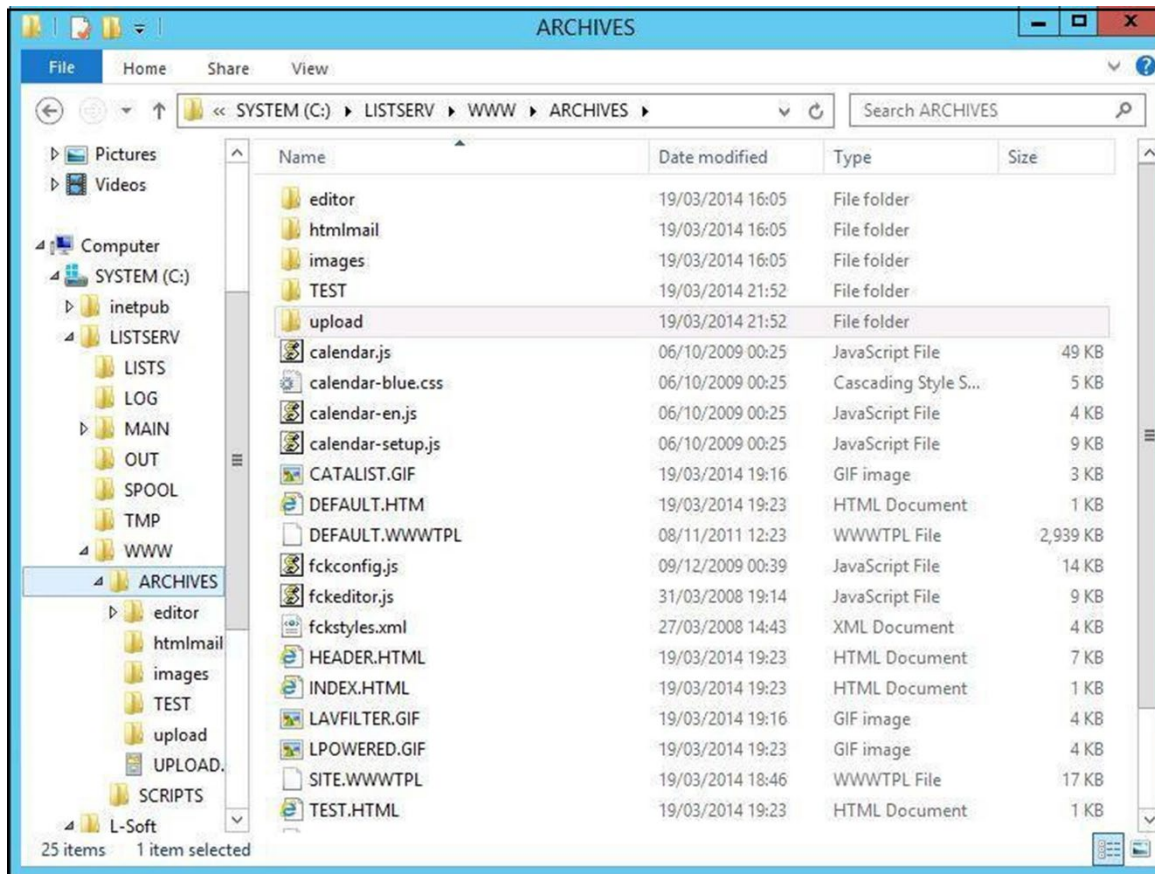 ARCHIVES
File Home Share View
« SYSTEM (C:) LISTSERV WWW ARCHIVES
Search ARCHIVES
Pictures
Videos
Computer
SYSTEM (C:)
inetpub
LISTSERV
LISTS
LOG
MAIN
OUT
SPOOL
TMP
WWW
ARCHIVES
editor
htmlmail
images
TEST
upload
UPLOAD.
SCRIPTS
L-Soft
Name Date modified Type Size
editor 19/03/2014 16:05 File folder
htmlmail 19/03/2014 16:05 File folder
images 19/03/2014 16:05 File folder
TEST 19/03/2014 21:52 File folder
upload 19/03/2014 21:52 File folder
calendar.js 06/10/2009 00:25 JavaScript File 49 KB
calendar-blue.css 06/10/2009 00:25 Cascading Style S... 5 KB
calendar-en.js 06/10/2009 00:25 JavaScript File 4 KB
calendar-setup.js 06/10/2009 00:25 JavaScript File 9 KB
CATALIST.GIF 19/03/2014 19:16 GIF image 3 KB
DEFAULT.HTM 19/03/2014 19:23 HTML Document 1 KB
DEFAULT.WWWTPL 08/11/2011 12:23 WWWTPL File 2,939 KB
fckconfig.js 09/12/2009 00:39 JavaScript File 14 KB
fckeditor.js 31/03/2008 19:14 JavaScript File 9 KB
fckstyles.xml 27/03/2008 14:43 XML Document 4 KB
HEADER.HTML 19/03/2014 19:23 HTML Document 7 KB
INDEX.HTML 19/03/2014 19:23 HTML Document 1 KB
LAVFILTER.GIF 19/03/2014 19:16 GIF image 4 KB
LPOWERED.GIF 19/03/2014 19:23 GIF image 4 KB
SITE.WWWTPL 19/03/2014 18:46 WWWTPL File 17 KB
TEST.HTML 19/03/2014 19:23 HTML Document 1 KB
25 items 1 item selected